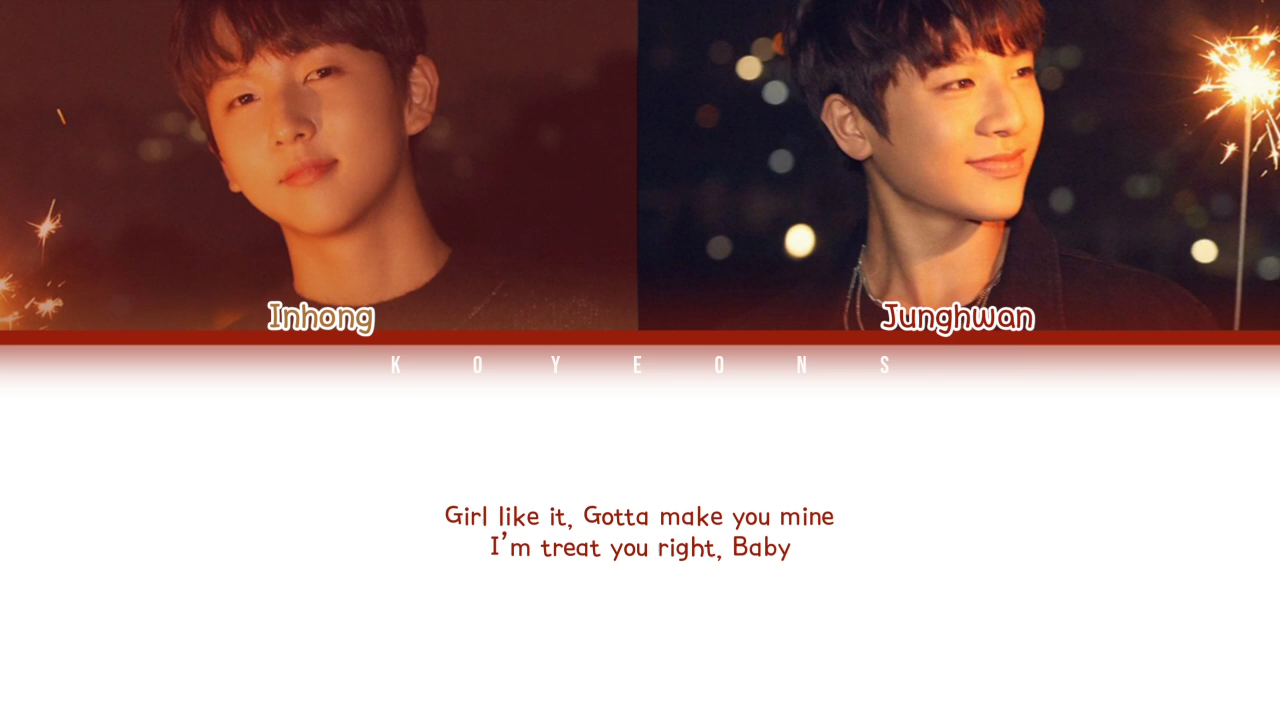 Inhong
Junghwan
K O Y E O N S
Girl like it, Gotta make you mine
I'm treat you right, Baby